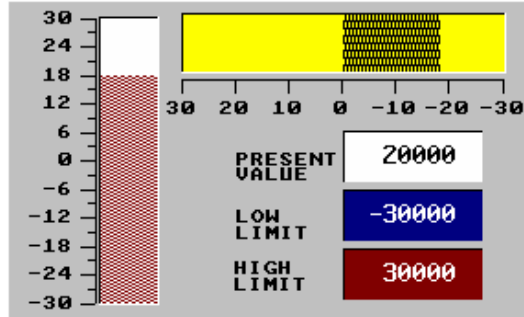 30
24
18
12
6
0
-6
-12
-18
-24
-30
30 20 10 0 -10 -20 -30
PRESENT
VALUE
20000
LOW
LIMIT
-30000
HIGH
LIMIT
30000